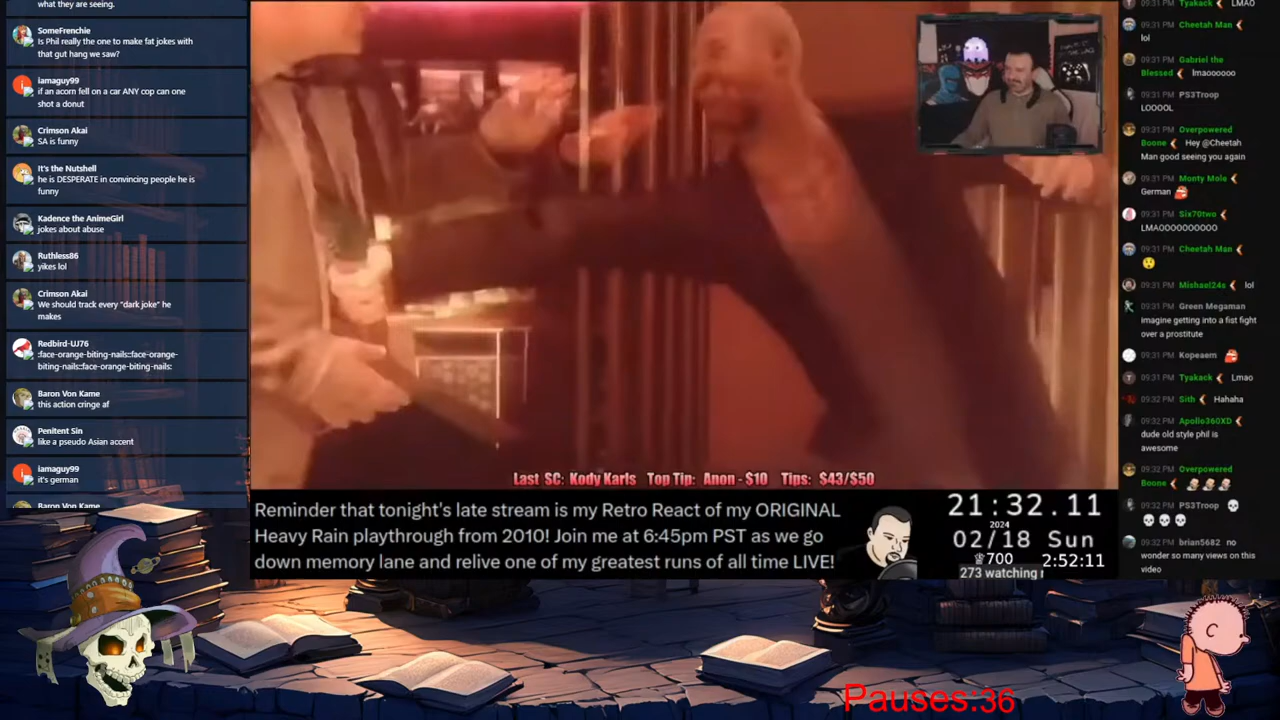 what they are seeing.
SomeFrenchie
Is Phil really the one to make fat jokes with
that gut hang we saw?
iamaguy99
if an acorn fell on a car ANY cop can one
shot a donut
Crimson Akai
SA is funny
It's the Nutshell
he is DESPERATE in convincing people he is
funny
Kadence the AnimeGirl
jokes about abuse
Ruthless86
yikes lol
Crimson Akai
We should track every "dark joke" he
makes
Redbird-UJ76
:face-orange-biting-nails::face-orange-
biting-nails::face-orange-biting-nails:
Baron Von Kame
this action cringe af
Penitent Sin
like a pseudo Asian accent
iamaguy99
it's german
Baron Von Kame
Last SC: Kody Karls Top Tip: Anon - $10 Tips: $43/$50
Reminder that tonight's late stream is my Retro React of my ORIGINAL
Heavy Rain playthrough from 2010! Join me at 6:45pm PST as we go
down memory lane and relive one of my greatest runs of all time LIVE!
21:32.11
2024
02/18 Sun
700
2:52:11
273 watching
09:31 PM Tyakack LMAO
09:31 PM Cheetah Man
lol
09:31 PM Gabriel the
Blessed lmaoooooo
09:31 PM PS3Troop
LOOOL
09:31 PM Overpowered
Boone Hey @Cheetah
Man good seeing you again
09:31 PM Monty Mole
German
09:31 PM Six70two
LMAOOOOOOOOOO
09:31 PM Cheetah Man
09:31 PM Mishael24s lol
09:31 PM Green Megaman
imagine getting into a fist fight
over a prostitute
09:31 PM Kopeaem
09:31 PM Tyakack Lmao
09:32 PM Sith Hahaha
09:32 PM Apollo360XD
dude old style phil is
awesome
09:32 PM Overpowered
Boone
09:32 PM PS3Troop
09:32 PM brian5682 no
wonder so many views on this
video
Pauses:36